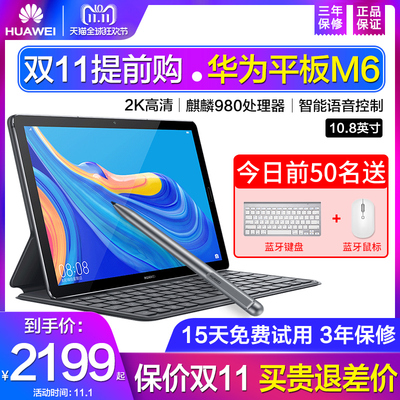 HUAWEI
11.11
天猫全球狂欢节
三年保修
正品保证
双11提前购·华为平板M6
2K高清|麒麟980处理器|智能语音控制
10.8英寸
今日前50名送
蓝牙键盘
+
蓝牙鼠标
08:08
HUAWEI
到手价:
¥2199起
活动时间:11.1
15天免费试用 3年保修
保价双11 买贵退差价